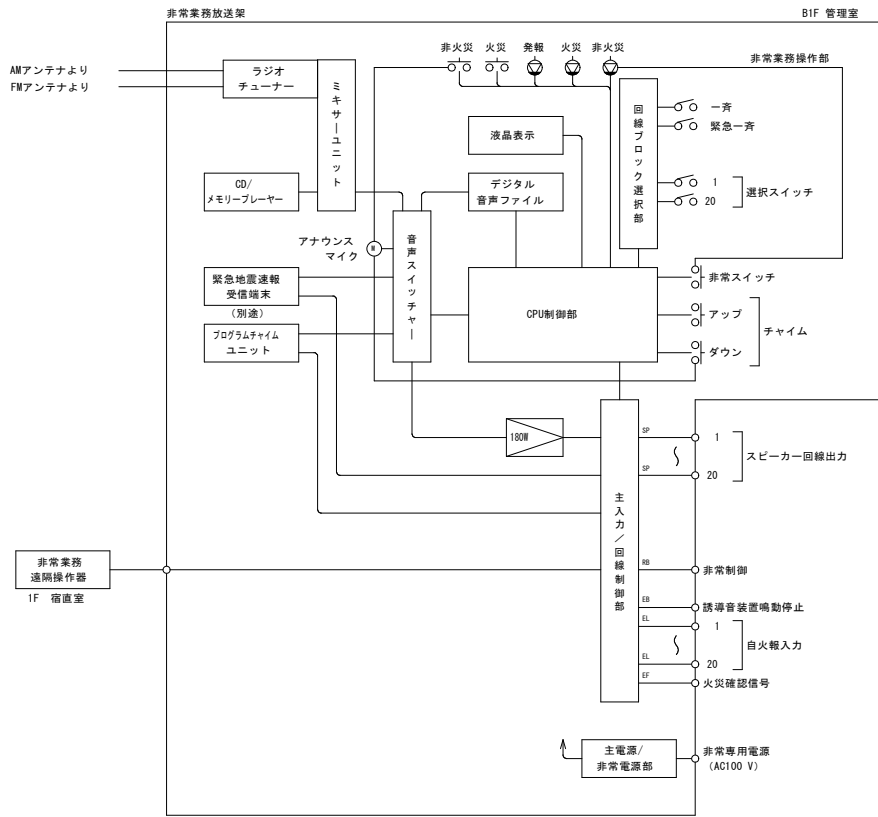 非常業務放送架
B1F 管理室
非火災
火災
発報
火災
非火災
非常業務操作部
AMアンテナより
FMアンテナより
ラジオ
チューナー
ミキサーユニット
回線ブロック選択部
一斉
緊急一斉
液晶表示
CD/
メモリープレーヤー
デジタル
音声ファイル
1
20
選択スイッチ
アナウンス
マイク
M
音声スイッチャー
緊急地震速報
受信端末
(別途)
CPU制御部
非常スイッチ
アップ
ダウン
チャイム
プログラムチャイム
ユニット
180W
主入力/回線制御部
SP
1
SP
20
スピーカー回線出力
非常業務
遠隔操作器
1F 宿直室
RB
非常制御
EB
誘導音装置鳴動停止
EL
1
EL
20
自火報入力
EF
火災確認信号
主電源/
非常電源部
非常専用電源
(AC100 V)